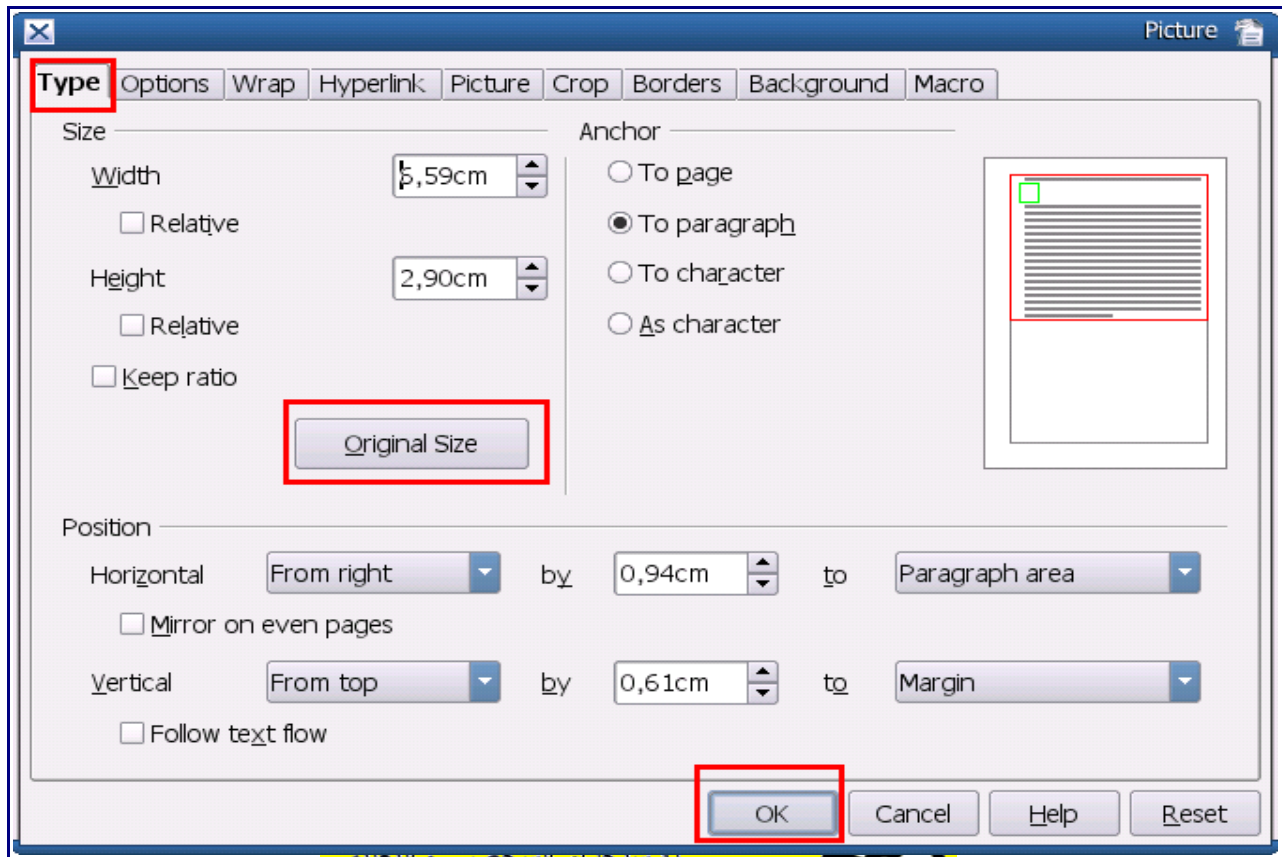 Picture
Type Options Wrap Hyperlink Picture Crop Borders Background Macro
Size
Anchor
Width 5,59cm
To page
Relative
To paragraph
Height 2,90cm
To character
Relative
As character
Keep ratio
Original Size
Position
Horizontal From right by 0,94cm to Paragraph area
Mirror on even pages
Vertical From top by 0,61cm to Margin
Follow text flow
OK Cancel Help Reset